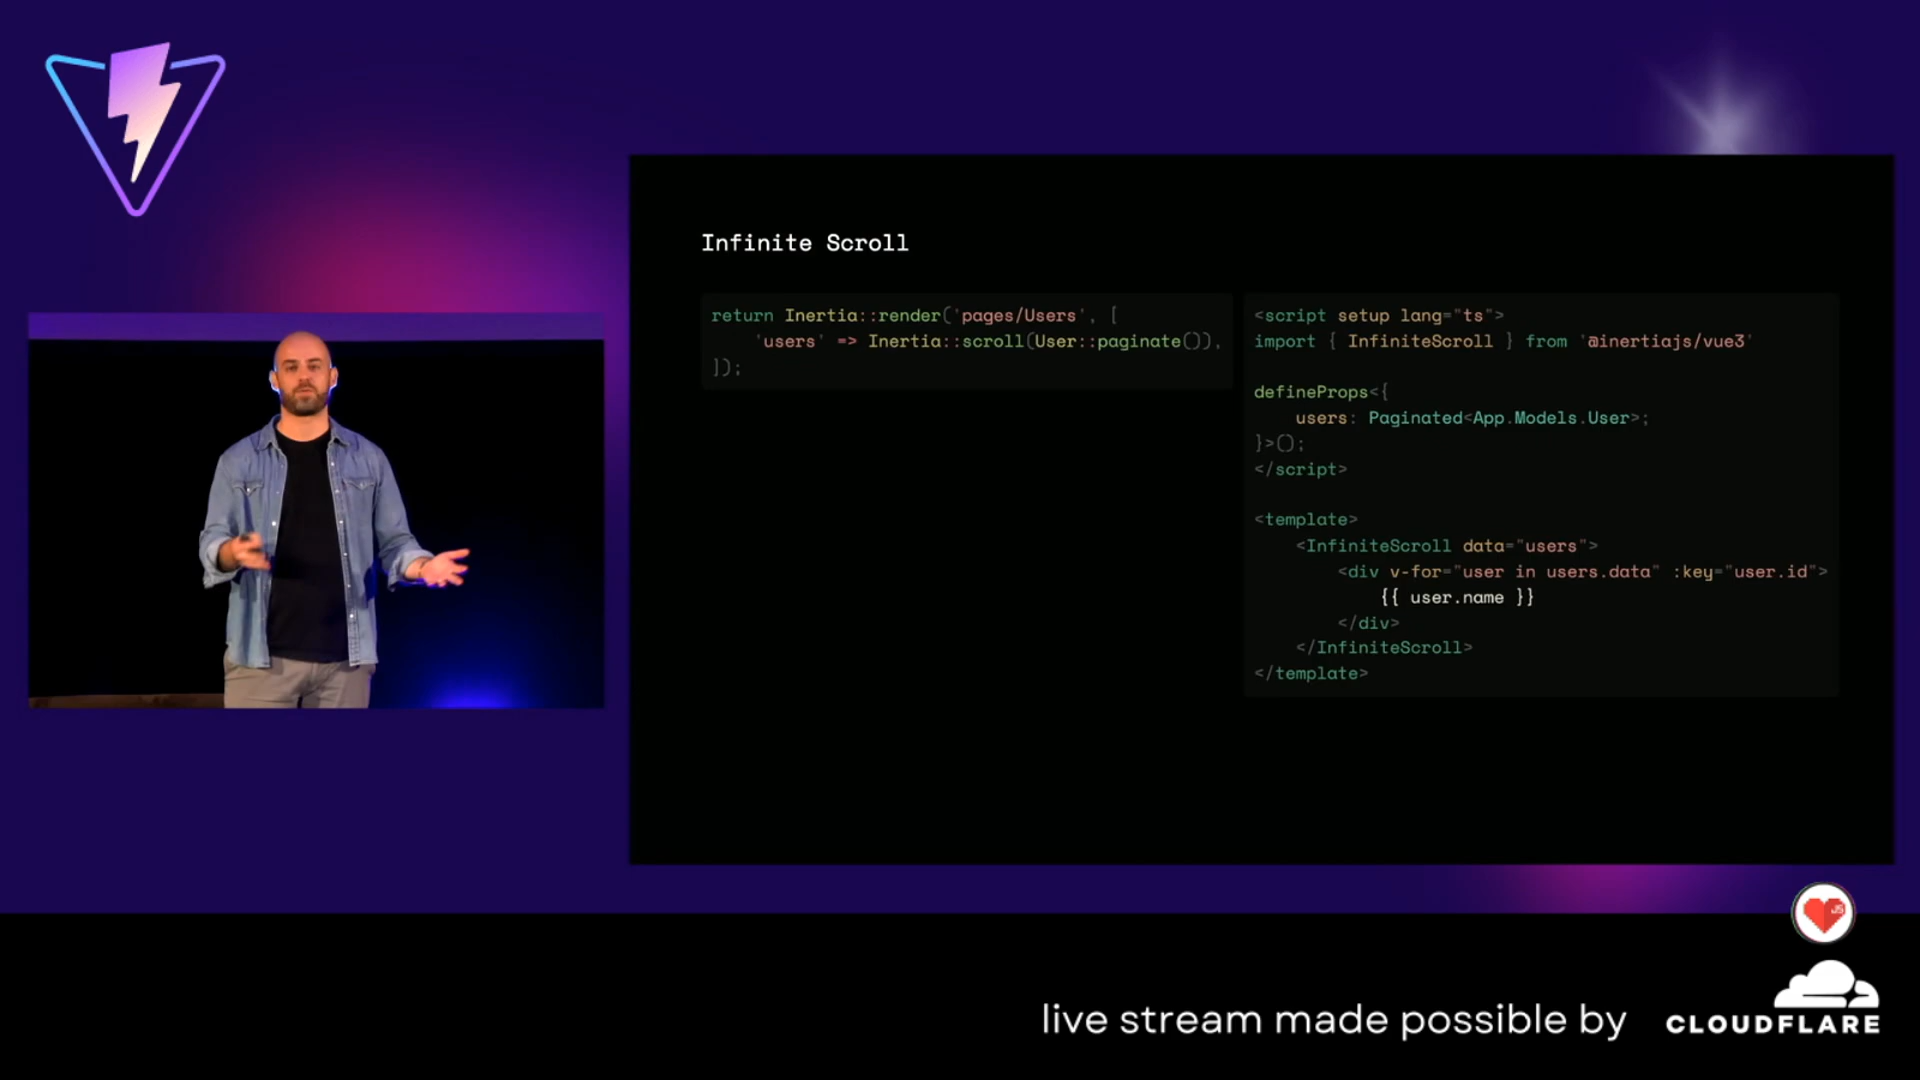 Infinite Scroll
return Inertia::render('pages/Users', [
    'users' => Inertia::scroll(User::paginate()),
]);
<script setup lang="ts">
import { InfiniteScroll } from '@inertiajs/vue3'
defineProps<{
    users: Paginated<App.Models.User>;
}>();
</script>
<template>
    <InfiniteScroll data="users">
        <div v-for="user in users.data" :key="user.id">
            {{ user.name }}
        </div>
    </InfiniteScroll>
</template>
JS
live stream made possible by
CLOUDFLARE